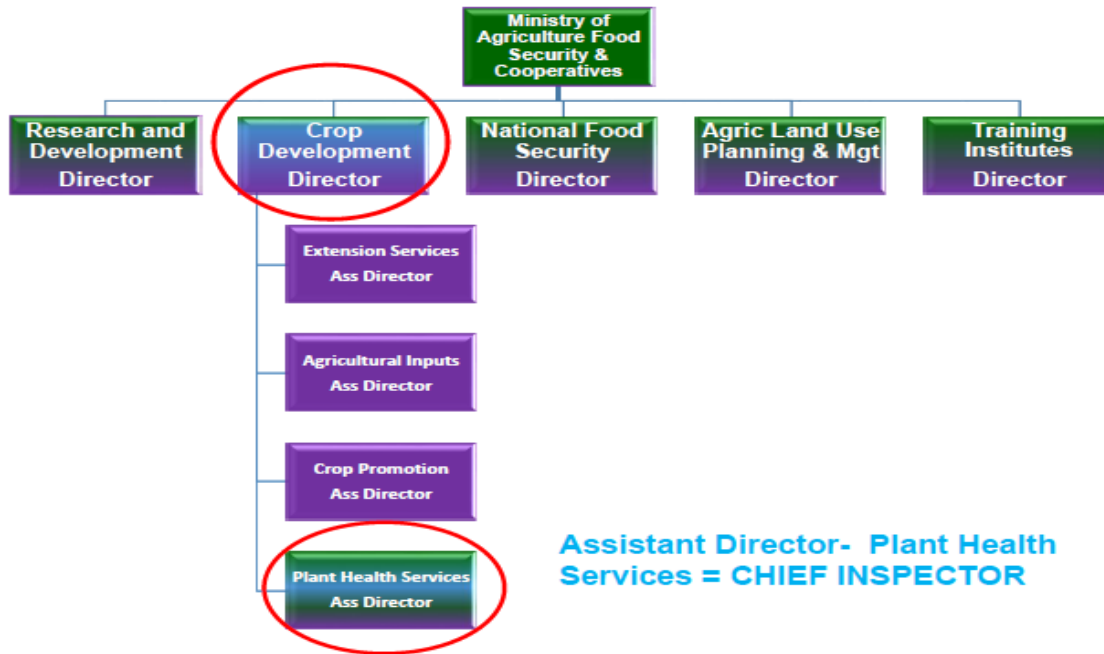 Ministry of
Agriculture Food
Security &
Cooperatives
Research and
Development
Director
Crop
Development
Director
National Food
Security
Director
Agric Land Use
Planning & Mgt
Director
Training
Institutes
Director
Extension Services
Ass Director
Agricultural Inputs
Ass Director
Crop Promotion
Ass Director
Plant Health Services
Ass Director
Assistant Director- Plant Health
Services = CHIEF INSPECTOR